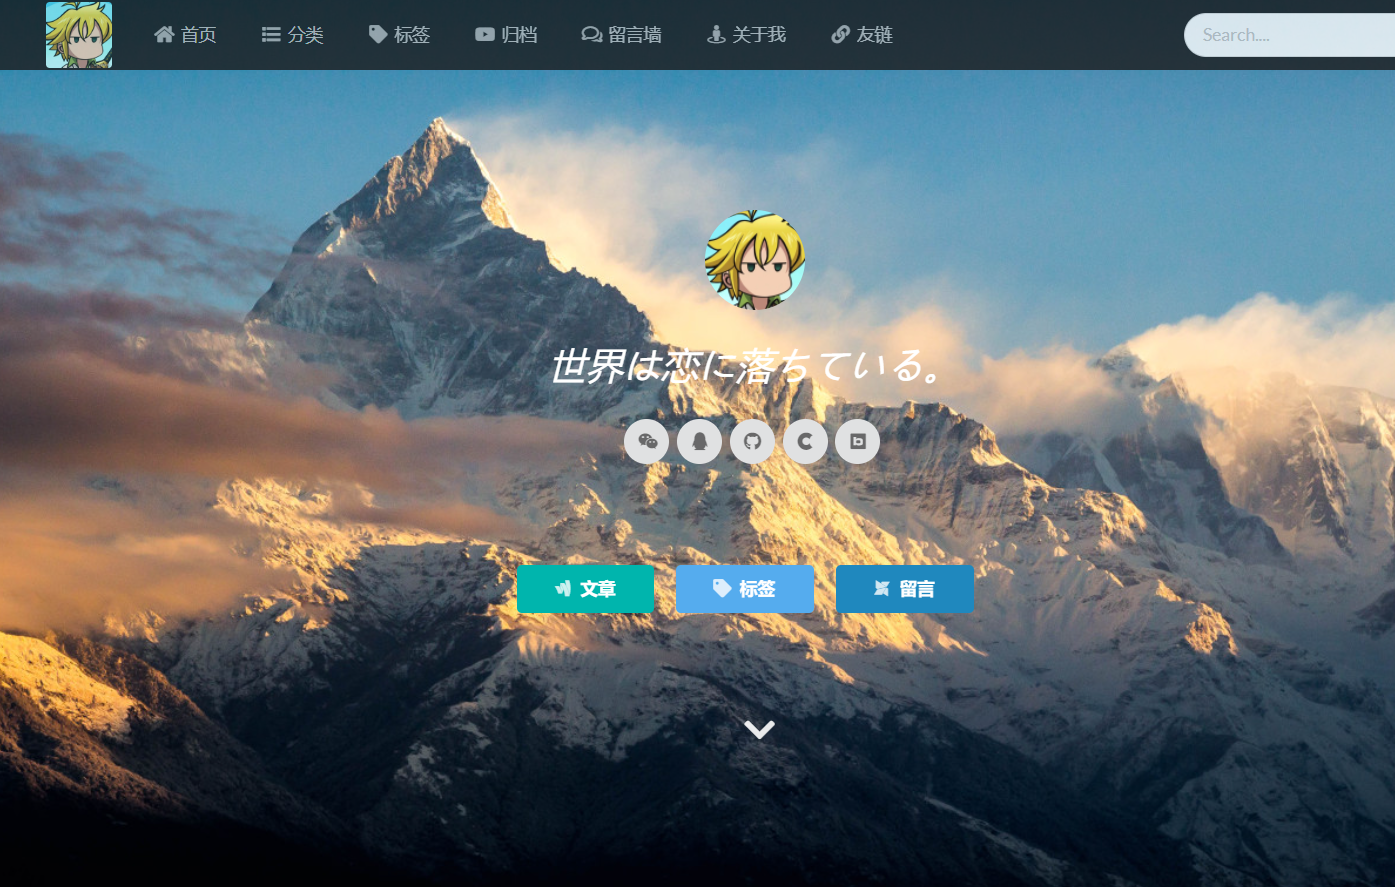 首页 分类 标签 归档 留言墙 关于我 友链 Search....
世界は恋に落ちている。
文章 标签 留言